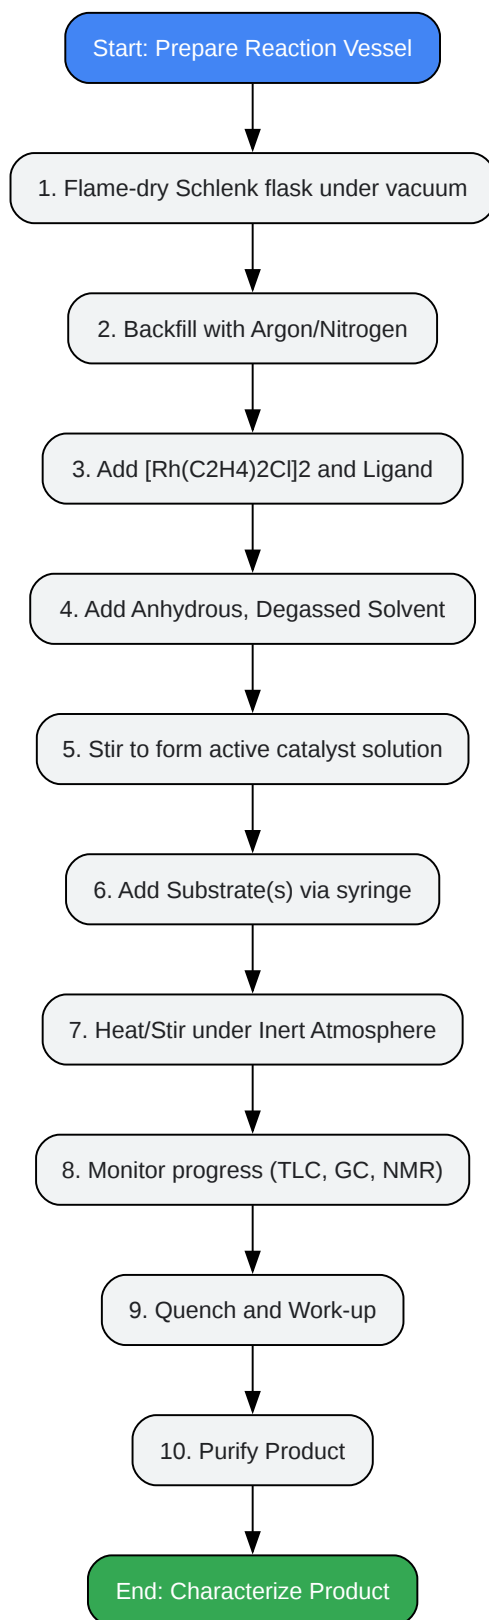 Start: Prepare Reaction Vessel
1. Flame-dry Schlenk flask under vacuum
2. Backfill with Argon/Nitrogen
3. Add [Rh(C2H4)2Cl]2 and Ligand
4. Add Anhydrous, Degassed Solvent
5. Stir to form active catalyst solution
6. Add Substrate(s) via syringe
7. Heat/Stir under Inert Atmosphere
8. Monitor progress (TLC, GC, NMR)
9. Quench and Work-up
10. Purify Product
End: Characterize Product